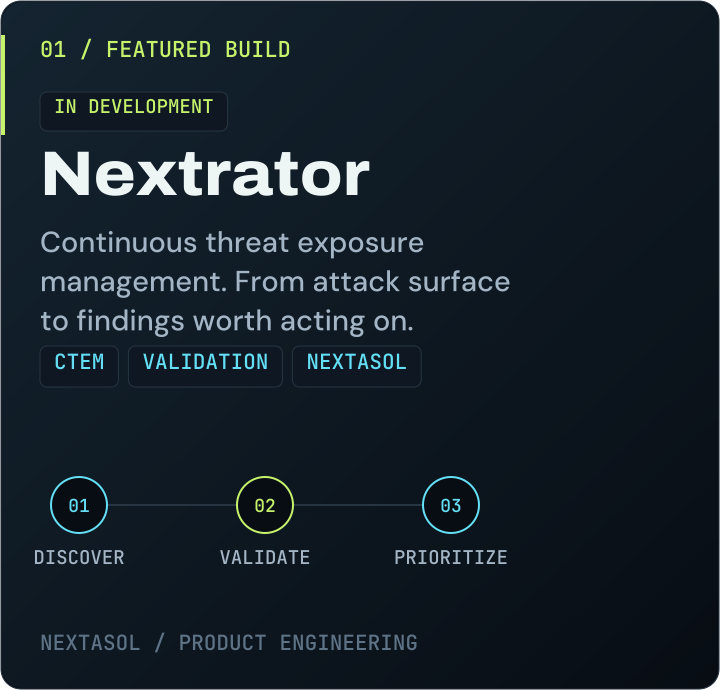 01 / FEATURED BUILD
IN DEVELOPMENT
Nextrator
Continuous threat exposure
management. From attack surface
to findings worth acting on.
CTEM VALIDATION NEXTASOL
01 02 03
DISCOVER VALIDATE PRIORITIZE
NEXTASOL / PRODUCT ENGINEERING